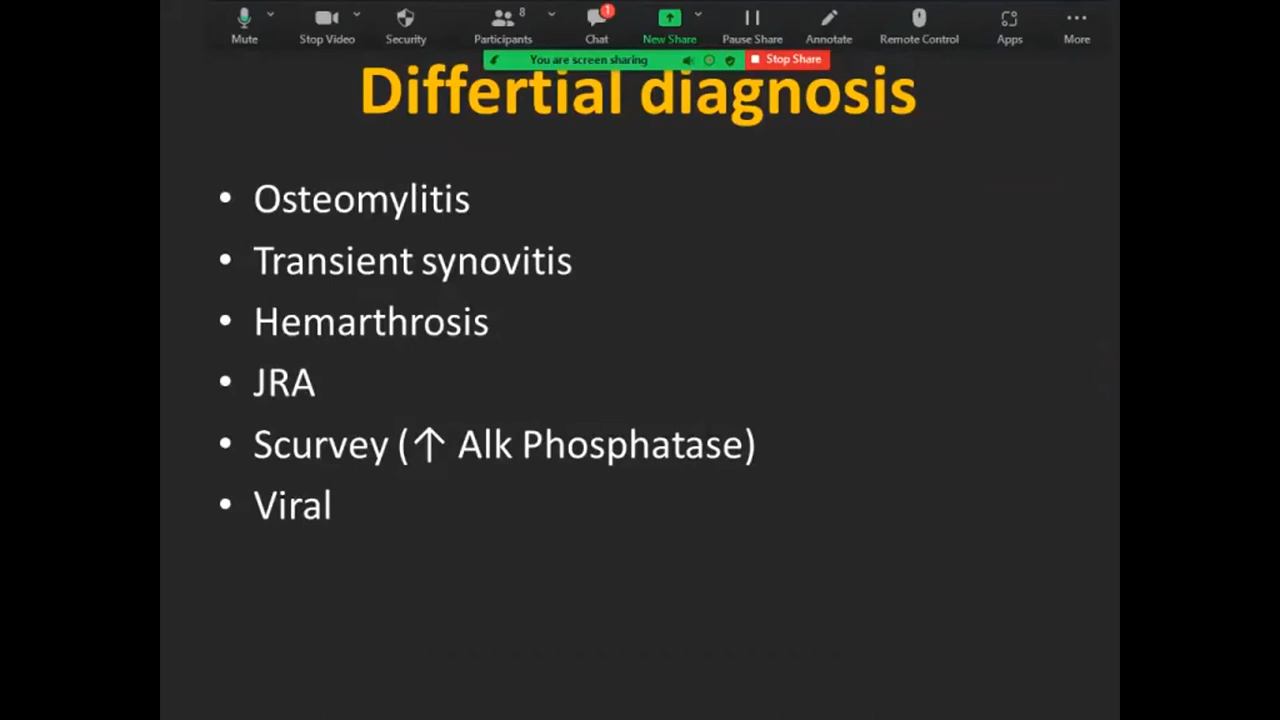 Mute
Stop Video
Security
Participants
8
Chat
1
New Share
Pause Share
Annotate
Remote Control
Apps
More
You are screen sharing
Stop Share
Differtial diagnosis
• Osteomylitis
• Transient synovitis
• Hemarthrosis
• JRA
• Scurvey (↑ Alk Phosphatase)
• Viral